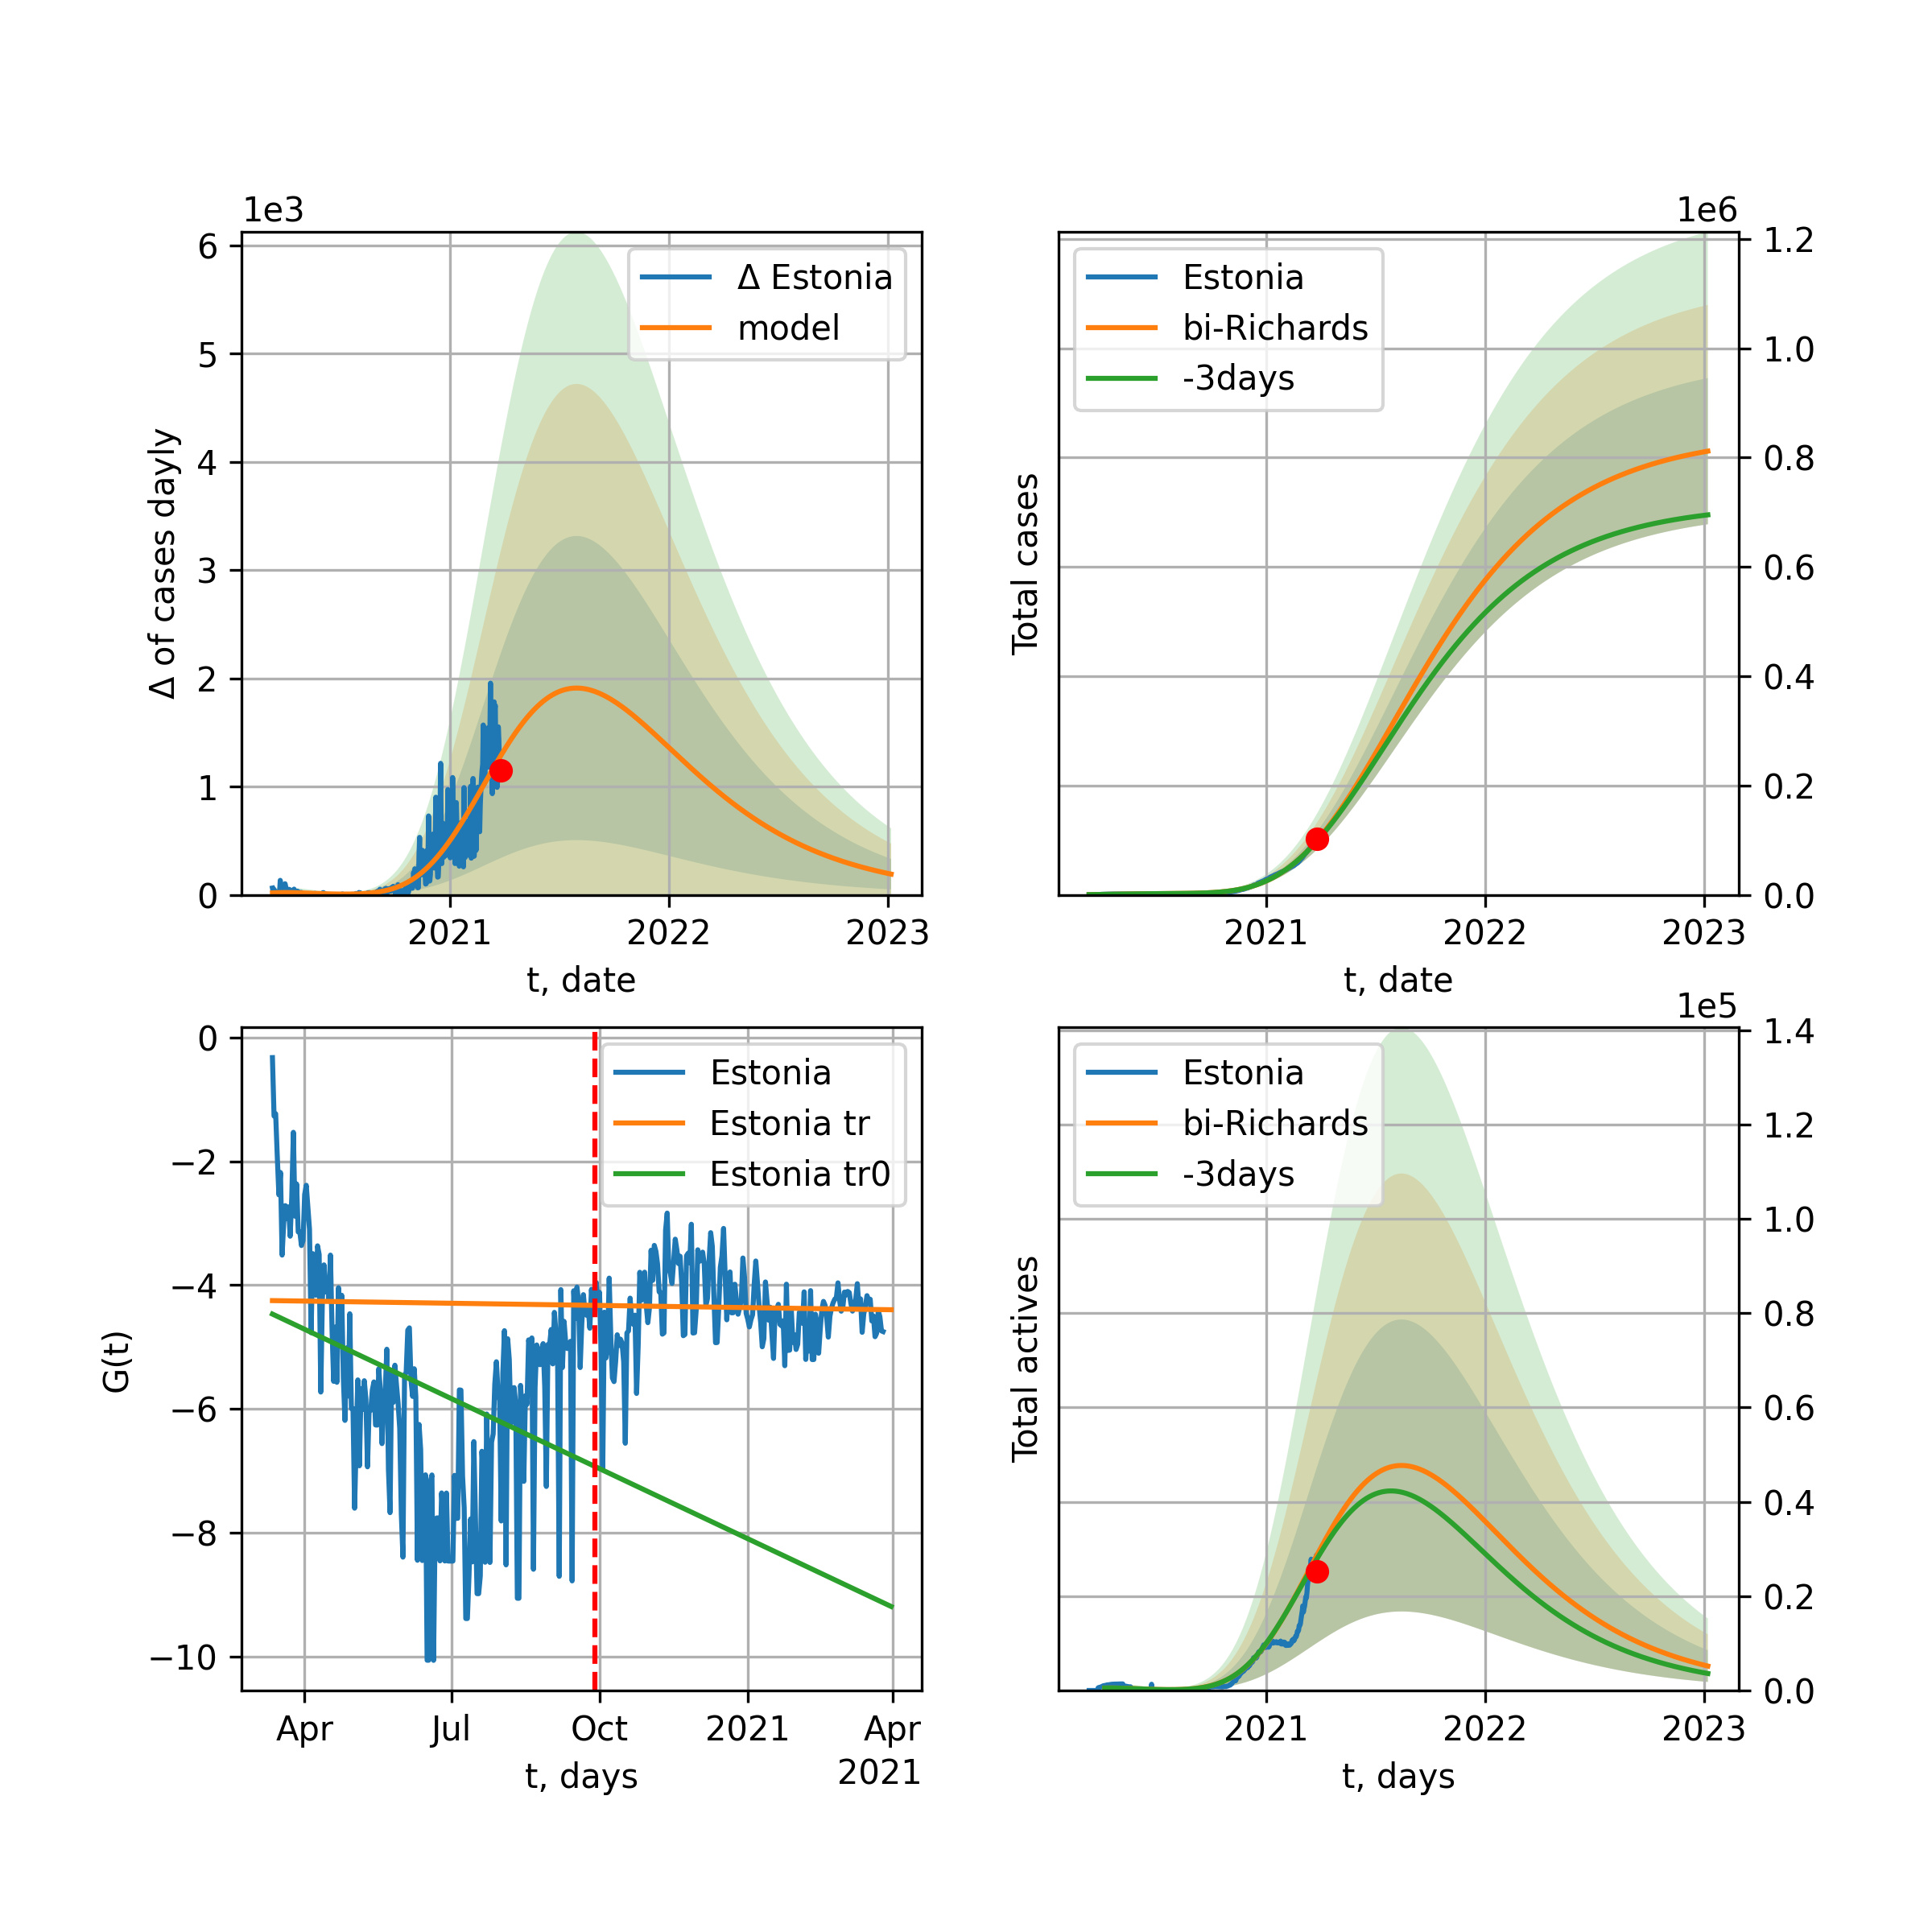 1e3
6
5
4
3
2
1
0
Δ of cases dayly
Δ Estonia
model
2021 2022 2023
t, date
1e6
1.2
1.0
0.8
0.6
0.4
0.2
0.0
Total cases
Estonia
bi-Richards
-3days
2021 2022 2023
t, date
0
−2
−4
−6
−8
−10
G(t)
Estonia
Estonia tr
Estonia tr0
Apr Jul Oct 2021 Apr
2021
t, days
1e5
1.4
1.2
1.0
0.8
0.6
0.4
0.2
0.0
Total actives
Estonia
bi-Richards
-3days
2021 2022 2023
t, days